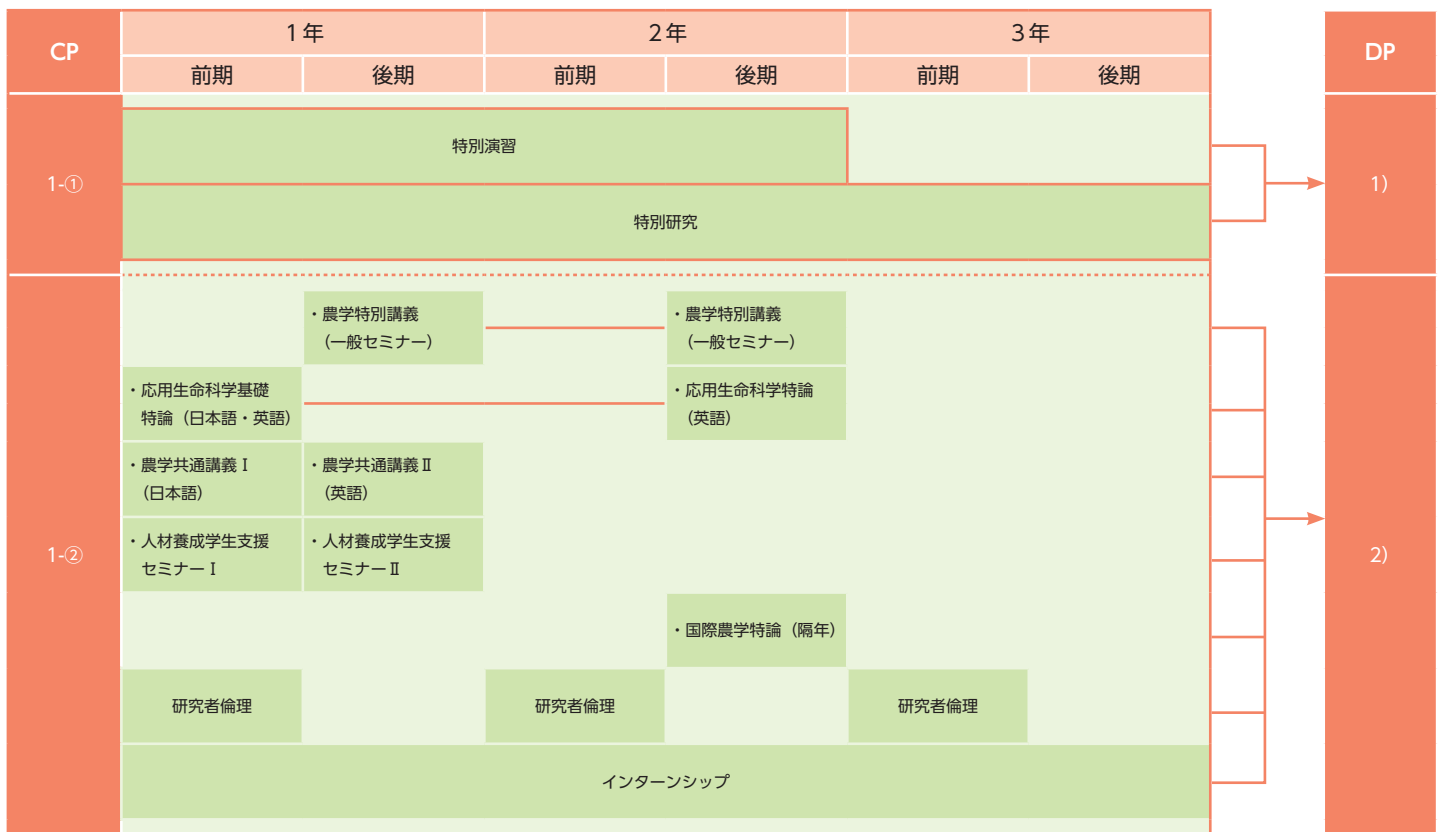 CP
1年
2年
3年
DP
前期
後期
前期
後期
前期
後期
1-①
特別演習
特別研究
1)
1-②
・農学特別講義
(一般セミナー)
・農学特別講義
(一般セミナー)
・応用生命科学基礎
特論（日本語・英語)
・応用生命科学特論
(英語)
・農学共通講義Ⅰ
(日本語)
・農学共通講義Ⅱ
(英語)
・人材養成学生支援
セミナーⅠ
・人材養成学生支援
セミナーⅡ
・国際農学特論（隔年）
研究者倫理
研究者倫理
研究者倫理
インターンシップ
2)